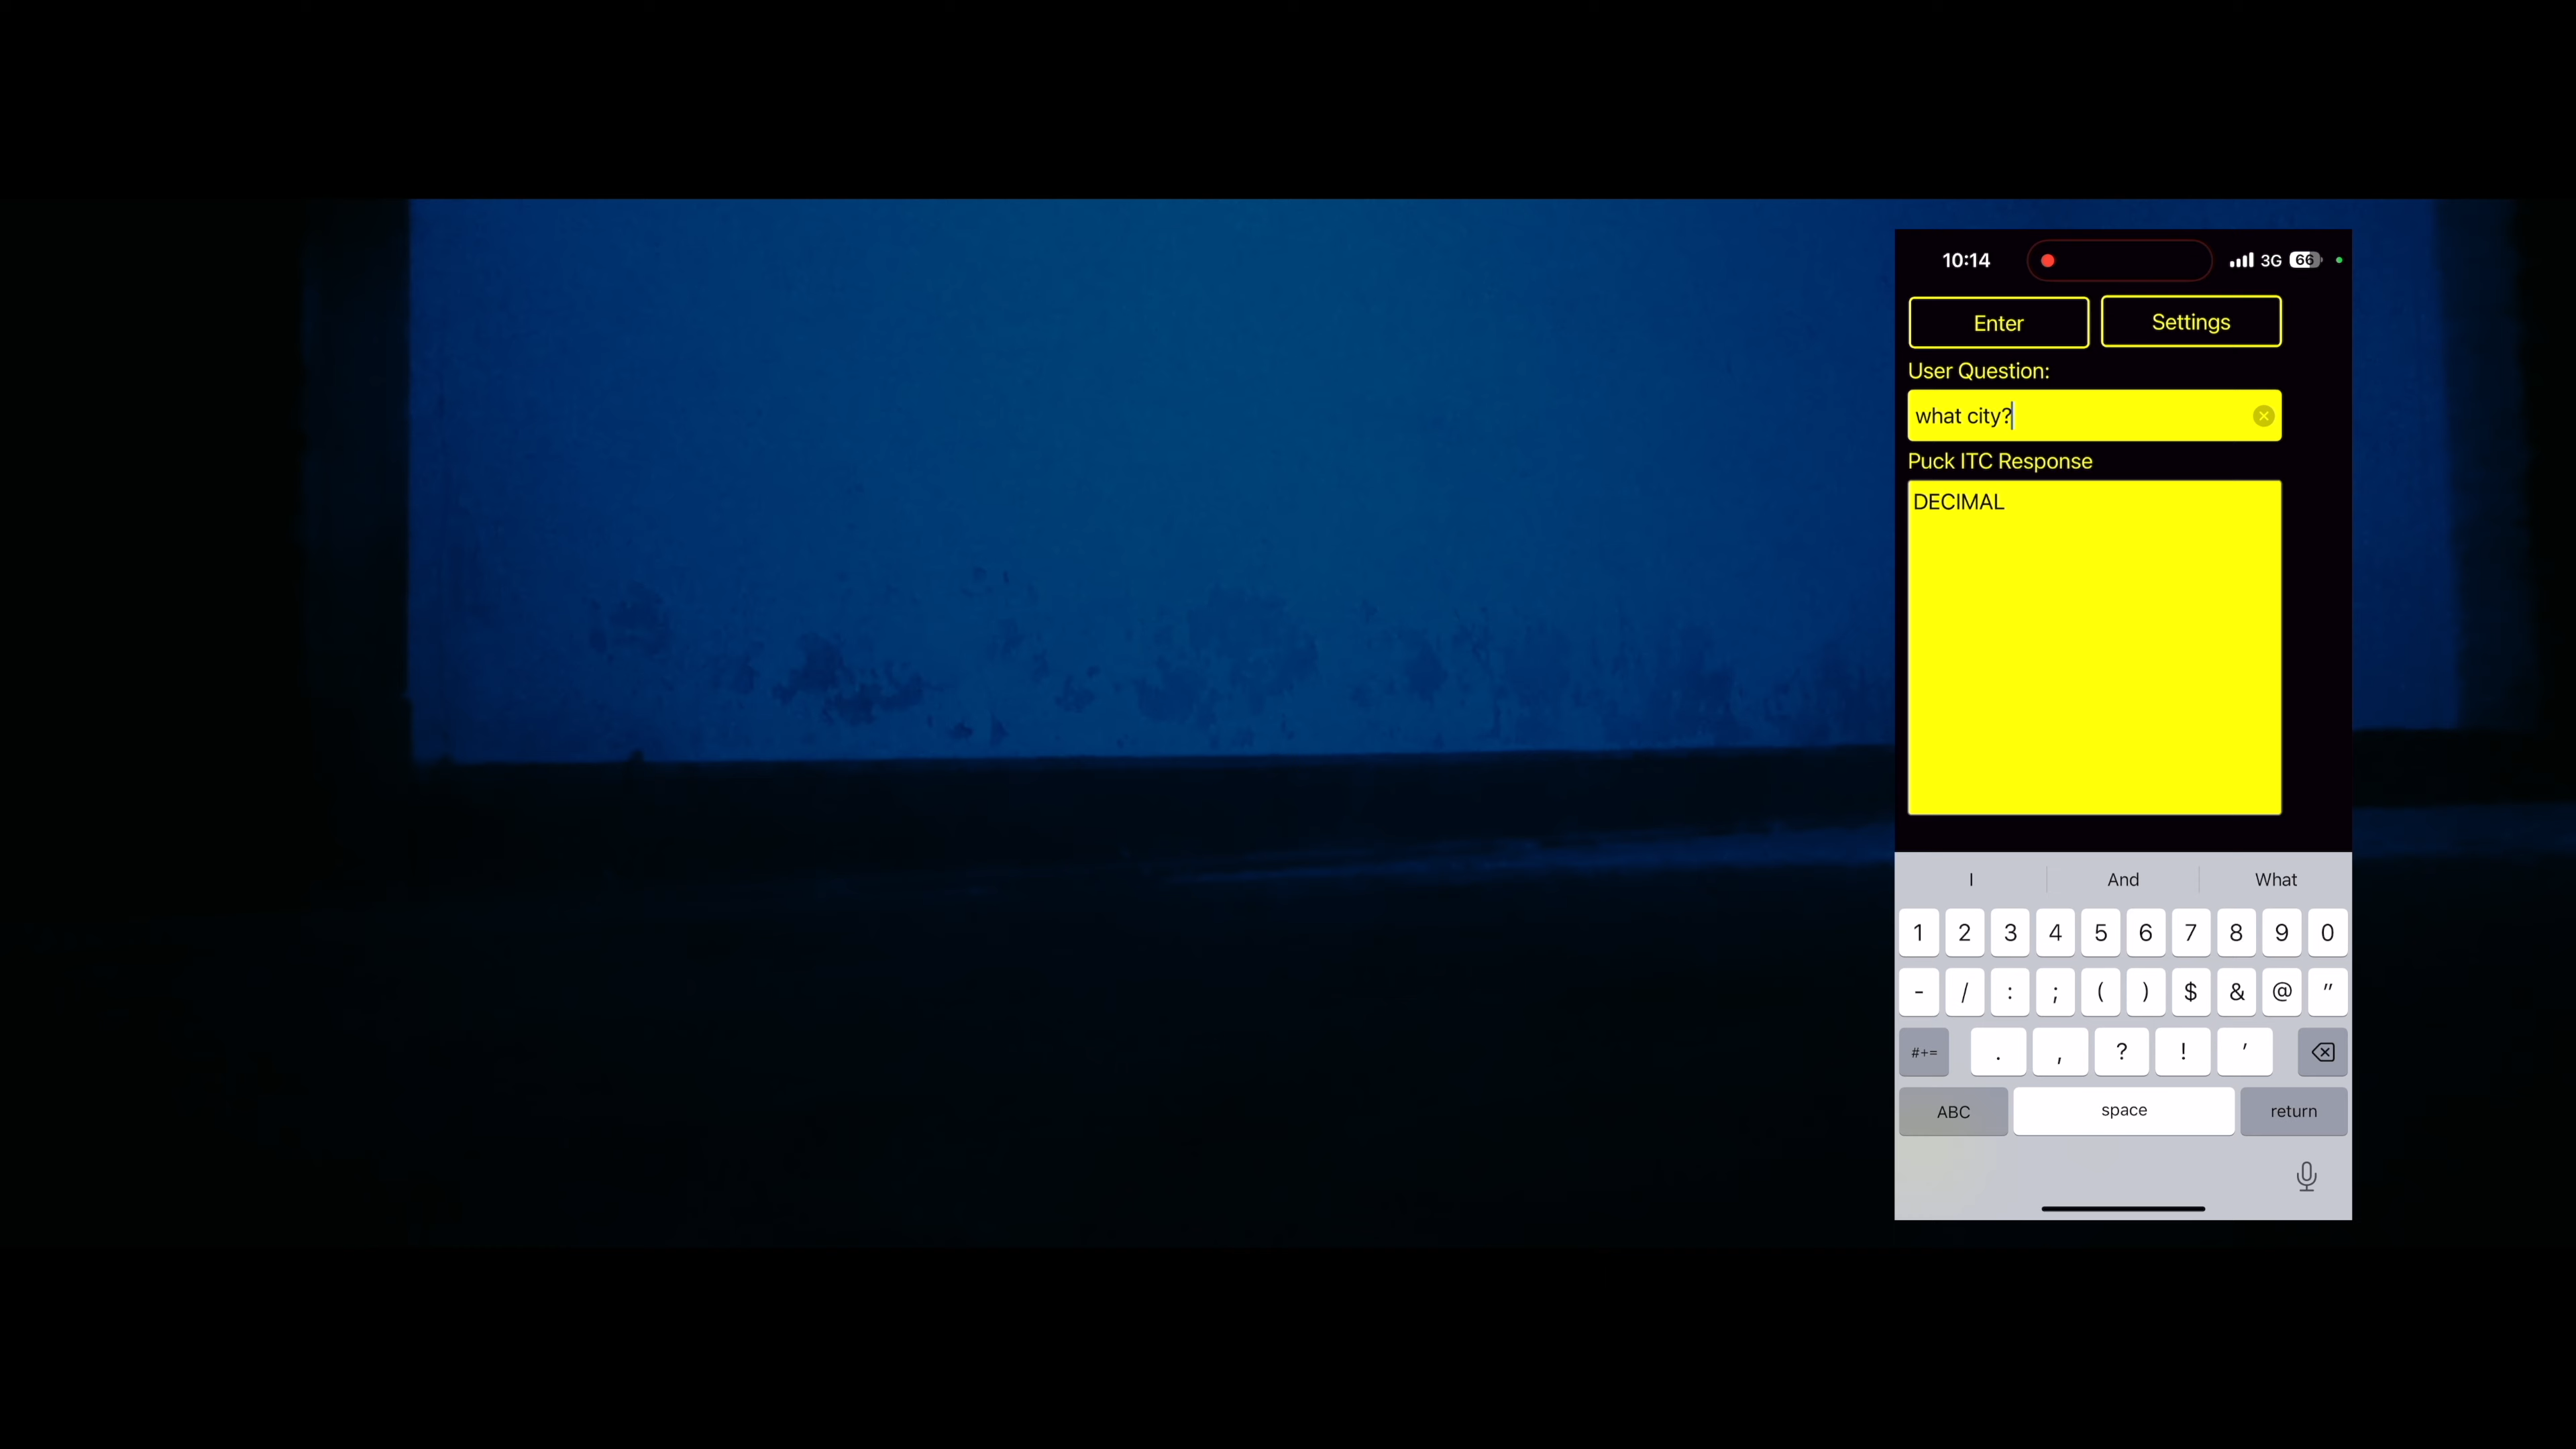 10:14 3G 66
Enter Settings
User Question:
what city?
Puck ITC Response
DECIMAL
I And What
1 2 3 4 5 6 7 8 9 0
- / : ; ( ) $ & @ "
#+= . , ? ! '
ABC space return